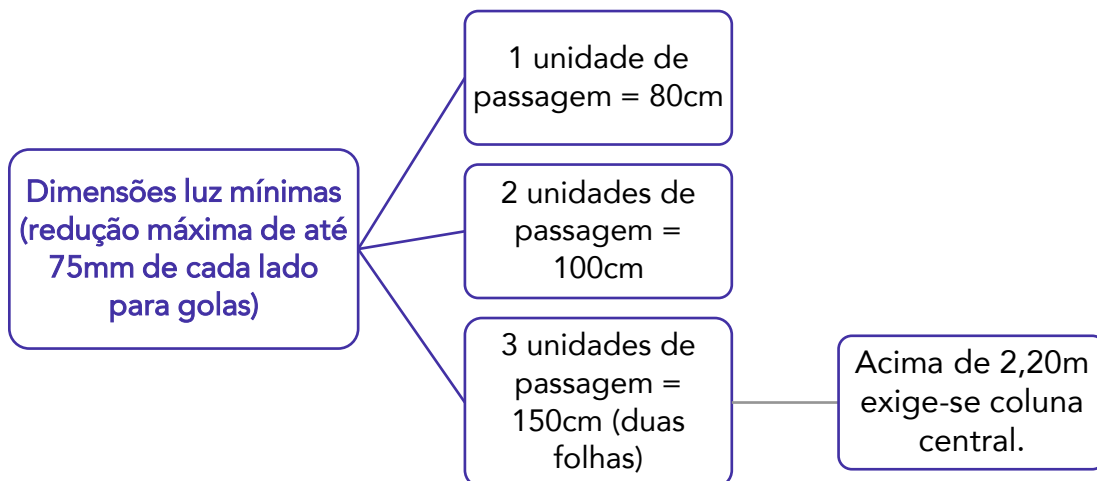 Dimensões luz mínimas
(redução máxima de até
75mm de cada lado
para golas)
1 unidade de
passagem = 80cm
2 unidades de
passagem =
100cm
3 unidades de
passagem =
150cm (duas
folhas)
Acima de 2,20m
exige-se coluna
central.